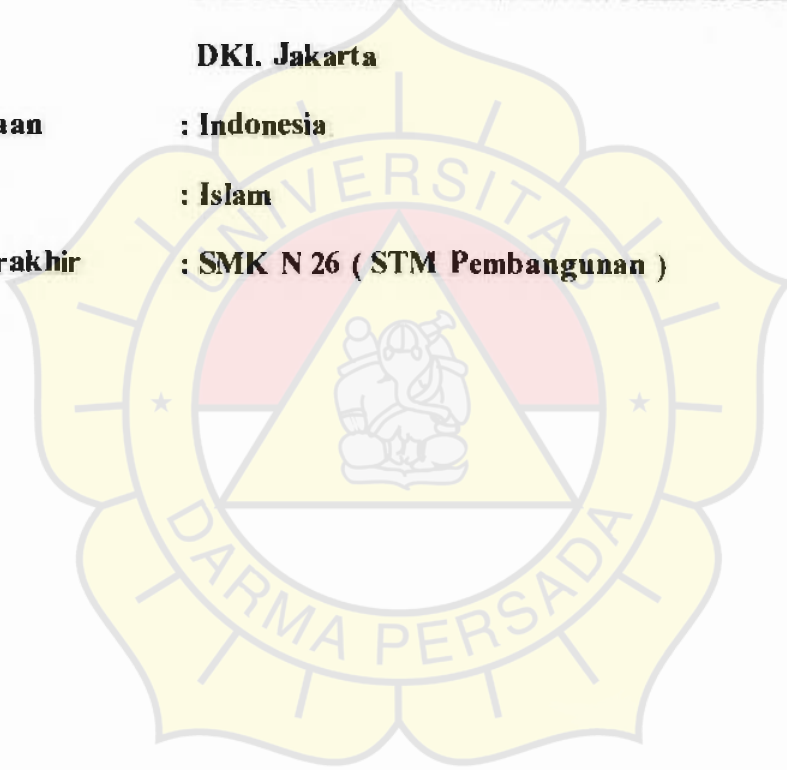 DKI. Jakarta
aan : Indonesia
: Islam
rakhir : SMK N 26 ( STM Pembangunan )
UNIVERSITAS
DARMA PERSADA